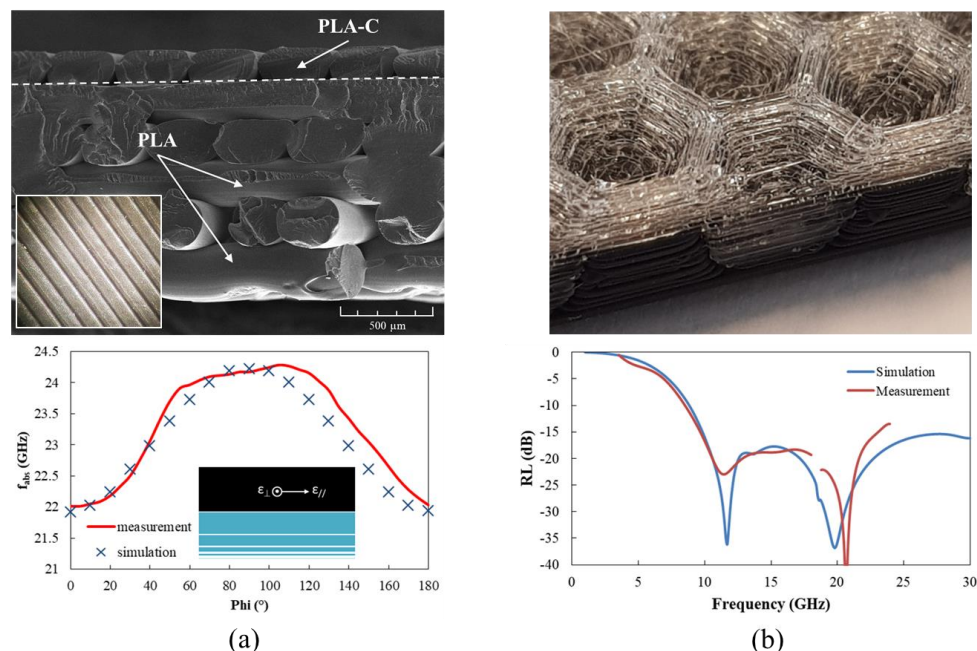 PLA-C
PLA
500 µm
24.5
24
23.5
23
22.5
22
21.5
21
f_abs. (GHz)
ε⊥ ε//
measurement
simulation
0 20 40 60 80 100 120 140 160 180
Phi (°)
(a)
0
-5
-10
-15
-20
-25
-30
-35
-40
RL (dB)
Simulation
Measurement
0 5 10 15 20 25 30
Frequency (GHz)
(b)